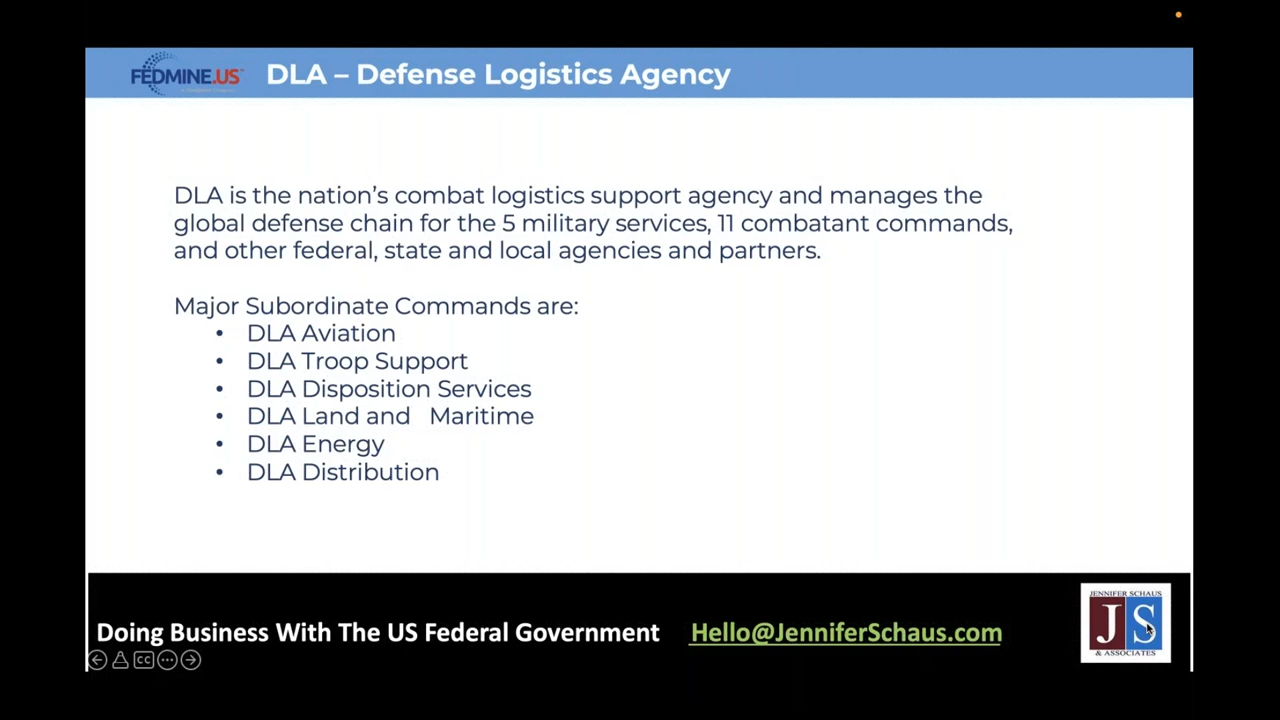 FEDMINE.US™
DLA – Defense Logistics Agency
DLA is the nation’s combat logistics support agency and manages the
global defense chain for the 5 military services, 11 combatant commands,
and other federal, state and local agencies and partners.
Major Subordinate Commands are:
• DLA Aviation
• DLA Troop Support
• DLA Disposition Services
• DLA Land and   Maritime
• DLA Energy
• DLA Distribution
Doing Business With The US Federal Government
Hello@JenniferSchaus.com
JENNIFER SCHAUS
JS
& ASSOCIATES
CC